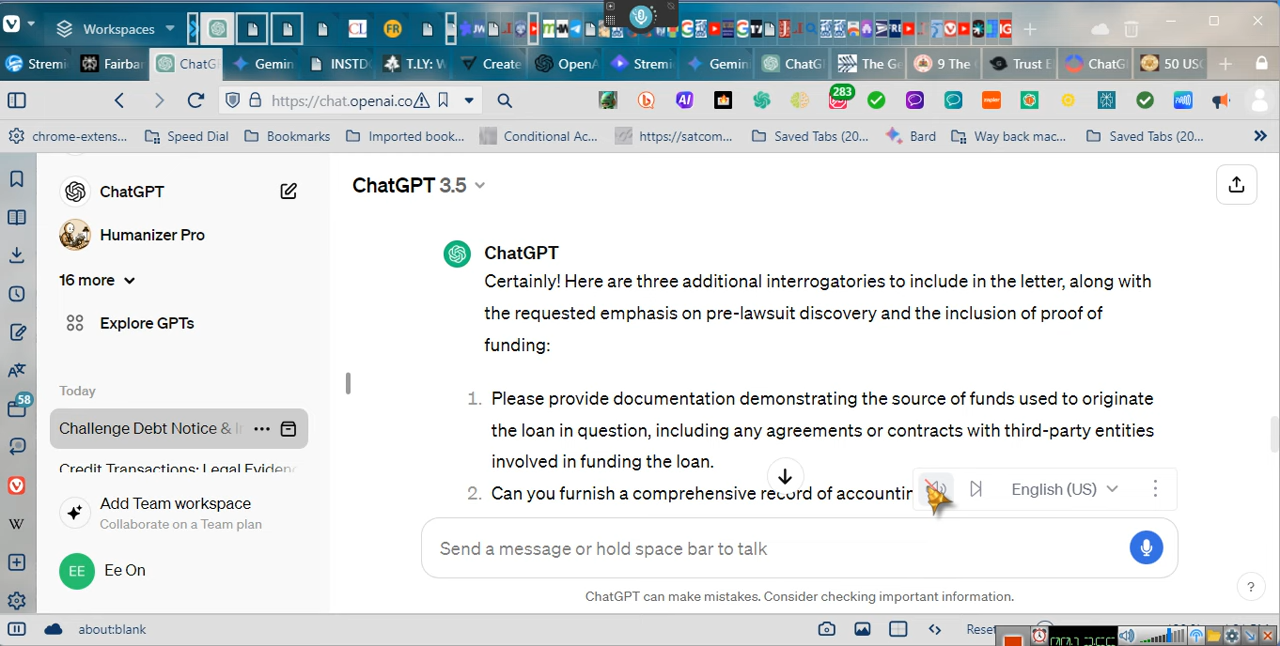 Workspaces
CL
FR
IG
Stremi
Fairba
ChatG
Gemin
INSTD
T.LY: W
Create
OpenA
Stremi
Gemin
ChatG
The G
9 The
Trust E
ChatG
50 USC
https://chat.openai.co
283
chrome-extens...
Speed Dial
Bookmarks
Imported book...
Conditional Ac...
https://satcom...
Saved Tabs (20...
Bard
Way back mac...
Saved Tabs (20...
ChatGPT
Humanizer Pro
16 more
Explore GPTs
Today
Challenge Debt Notice & I
Credit Transactions: Legal Eviden
Add Team workspace
Collaborate on a Team plan
EE
Ee On
58
W
ChatGPT 3.5
ChatGPT
Certainly! Here are three additional interrogatories to include in the letter, along with
the requested emphasis on pre-lawsuit discovery and the inclusion of proof of
funding:
1. Please provide documentation demonstrating the source of funds used to originate
the loan in question, including any agreements or contracts with third-party entities
involved in funding the loan.
2. Can you furnish a comprehensive record of accountin
English (US)
Send a message or hold space bar to talk
ChatGPT can make mistakes. Consider checking important information.
?
about:blank
Reset